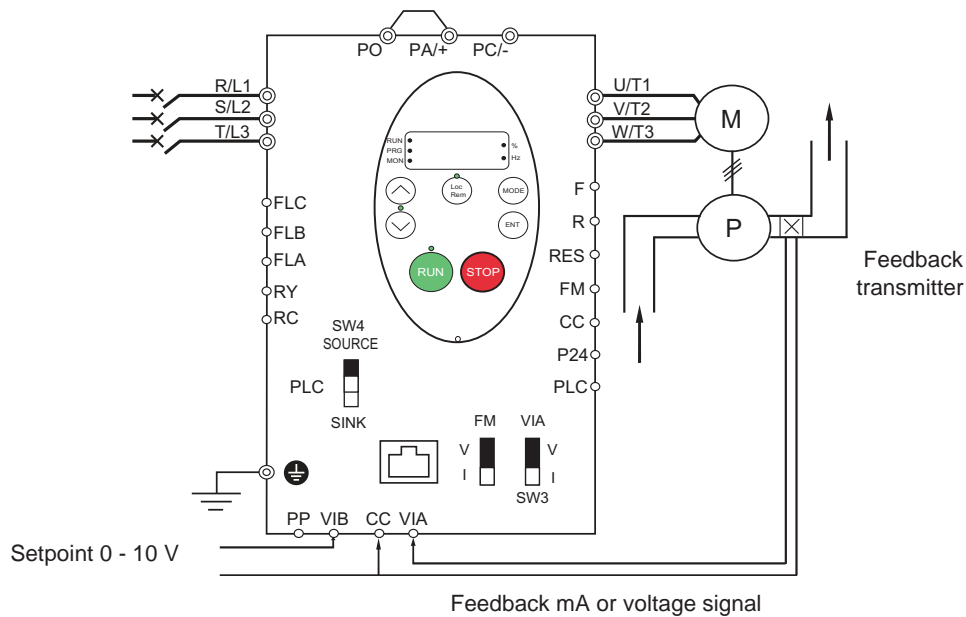 PO PA/+ PC/-
R/L1
S/L2
T/L3
U/T1
V/T2
W/T3
M
RUN
PRG
MON
%
Hz
Loc
Rem
MODE
ENT
RUN STOP
FLC
FLB
FLA
RY
RC
F
R
RES
FM
CC
P24
PLC
P
Feedback
transmitter
SW4
SOURCE
PLC
SINK
FM VIA
V V
I I
SW3
PP VIB CC VIA
Setpoint 0 - 10 V
Feedback mA or voltage signal